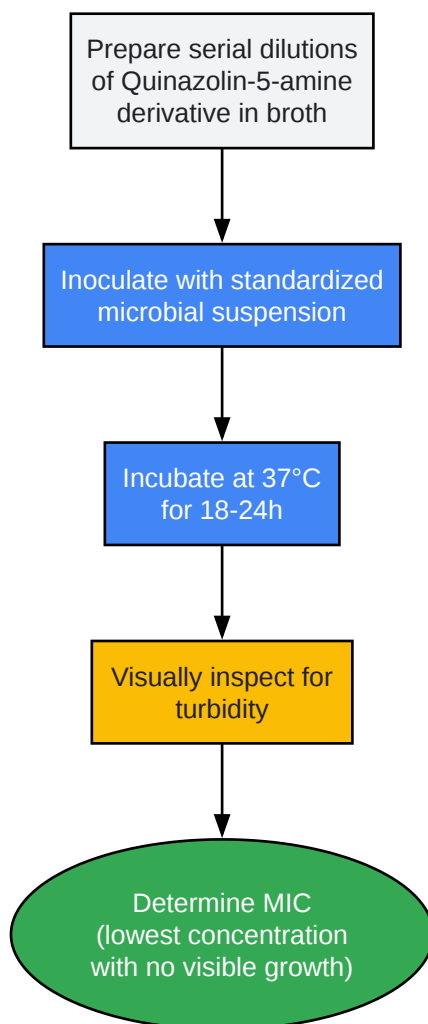 Prepare serial dilutions
of Quinazolin-5-amine
derivative in broth
Inoculate with standardized
microbial suspension
Incubate at 37°C
for 18-24h
Visually inspect for
turbidity
Determine MIC
(lowest concentration
with no visible growth)